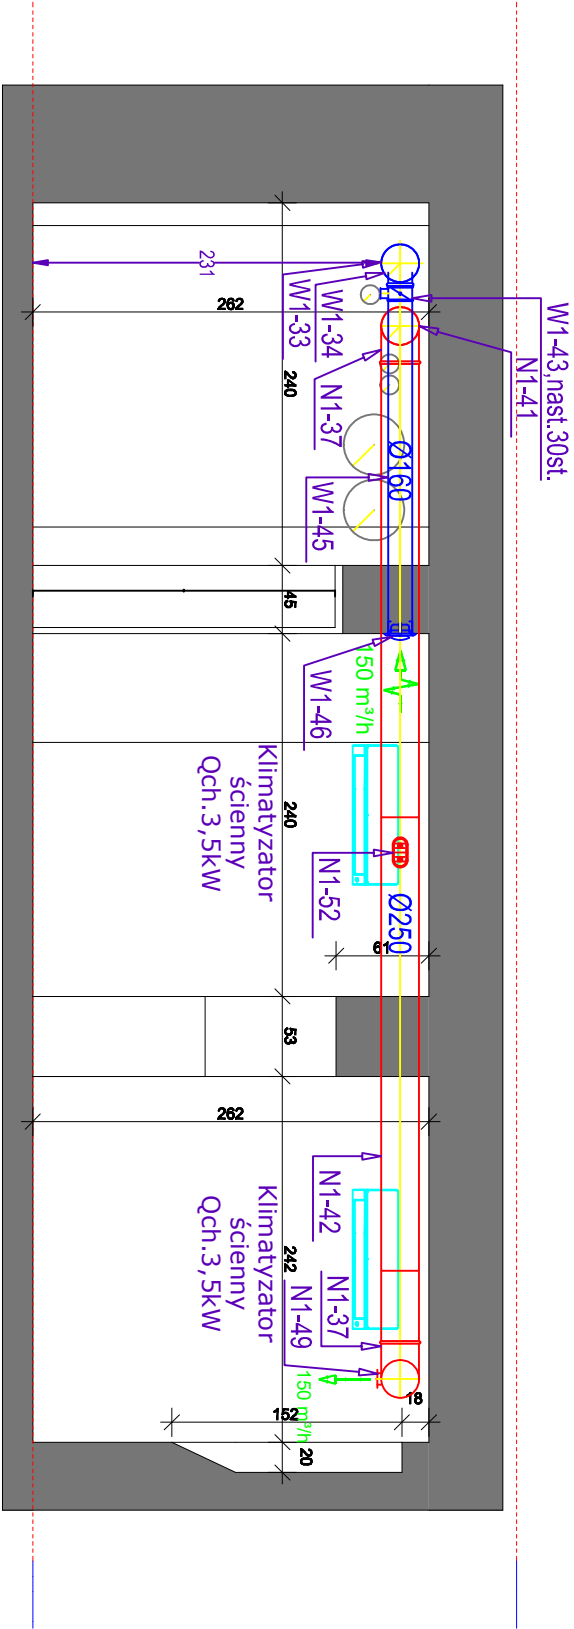 W1-43,nast.30st.
N1-41
231
262
W1-34
W1-33
240
N1-37
Ø160
W1-45
45
150 m³/h
W1-46
Klimatyzator
ścienny
Qch.3,5kW
240
N1-52
Ø250
61
53
262
N1-42
Klimatyzator
ścienny
Qch.3,5kW
242
N1-37
N1-49
150 m³/h
18
152
20